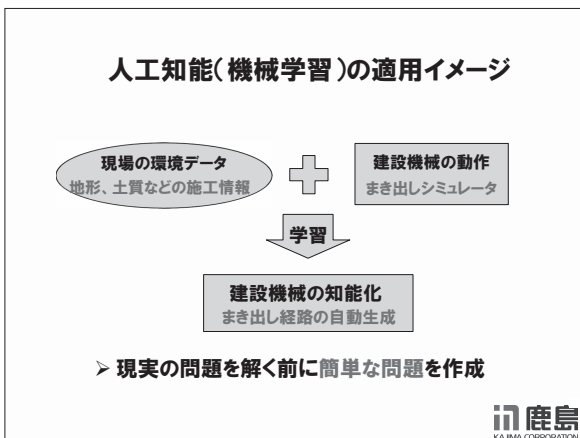 人工知能(機械学習)の適用イメージ
現場の環境データ
地形、土質などの施工情報
建設機械の動作
まき出しシミュレータ
学習
建設機械の知能化
まき出し経路の自動生成
➢ 現実の問題を解く前に簡単な問題を作成
鹿島
KAJIMA CORPORATION